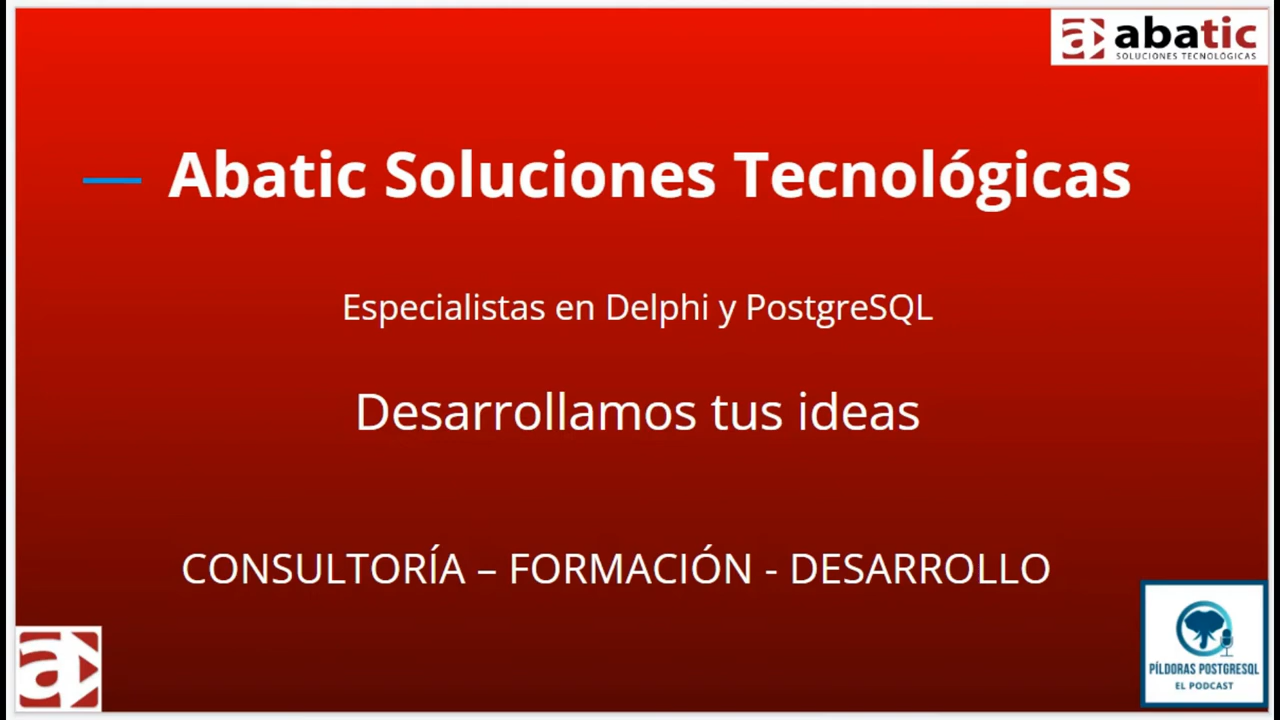 abatic
SOLUCIONES TECNOLÓGICAS
Abatic Soluciones Tecnológicas
Especialistas en Delphi y PostgreSQL
Desarrollamos tus ideas
CONSULTORÍA – FORMACIÓN - DESARROLLO
a
PÍLDORAS POSTGRESQL
EL PODCAST